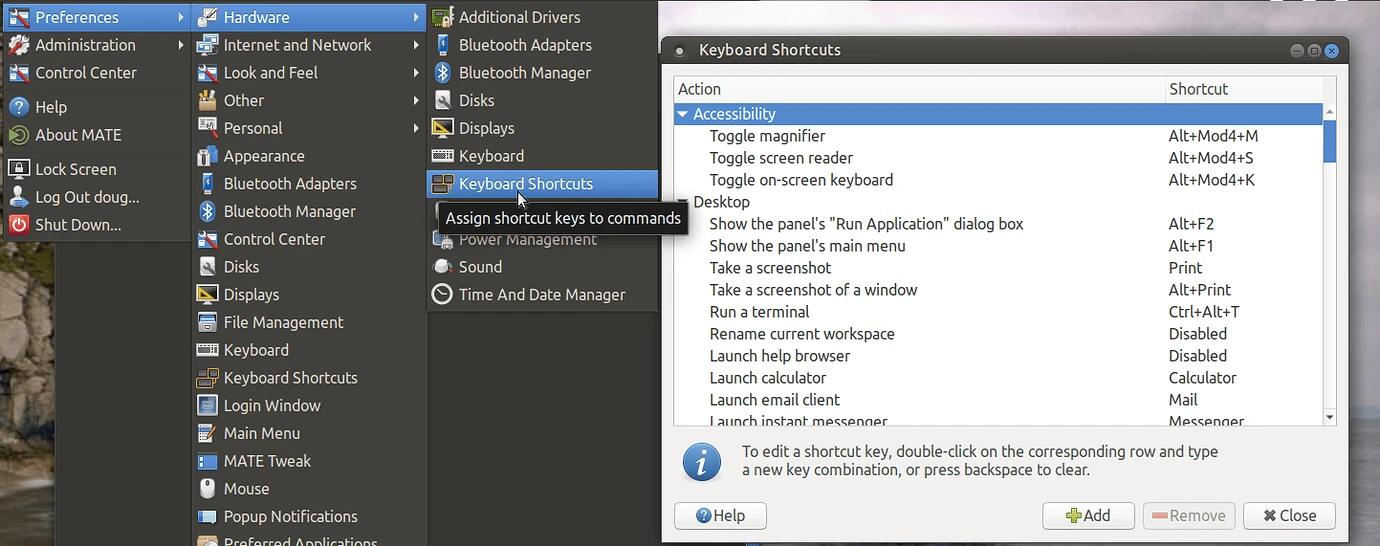 Preferences
Administration
Control Center
Help
About MATE
Lock Screen
Log Out doug...
Shut Down...
Hardware
Internet and Network
Look and Feel
Other
Personal
Appearance
Bluetooth Adapters
Bluetooth Manager
Control Center
Disks
Displays
File Management
Keyboard
Keyboard Shortcuts
Login Window
Main Menu
MATE Tweak
Mouse
Popup Notifications
Preferred Applications
Additional Drivers
Bluetooth Adapters
Bluetooth Manager
Disks
Displays
Keyboard
Keyboard Shortcuts
Assign shortcut keys to commands
Power Management
Sound
Time And Date Manager
Keyboard Shortcuts
Action Shortcut
Accessibility
Toggle magnifier Alt+Mod4+M
Toggle screen reader Alt+Mod4+S
Toggle on-screen keyboard Alt+Mod4+K
Desktop
Show the panel's "Run Application" dialog box Alt+F2
Show the panel's main menu Alt+F1
Take a screenshot Print
Take a screenshot of a window Alt+Print
Run a terminal Ctrl+Alt+T
Rename current workspace Disabled
Launch help browser Disabled
Launch calculator Calculator
Launch email client Mail
Launch instant messenger Messenger
To edit a shortcut key, double-click on the corresponding row and type
a new key combination, or press backspace to clear.
Help Add Remove Close